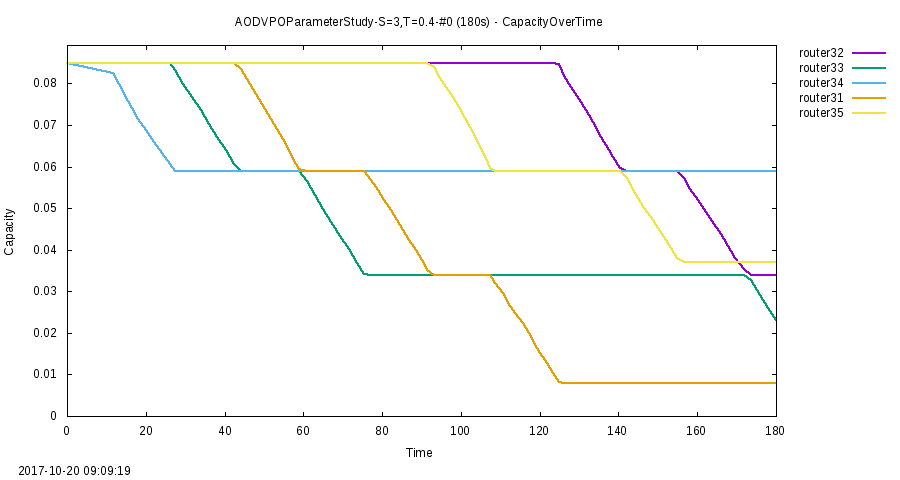 AODVPOParameterStudy-S=3,T=0.4-#0 (180s) - CapacityOverTime
router32
router33
router34
router31
router35
0.08
0.07
0.06
0.05
0.04
0.03
0.02
0.01
0
Capacity
0 20 40 60 80 100 120 140 160 180
Time
2017-10-20 09:09:19